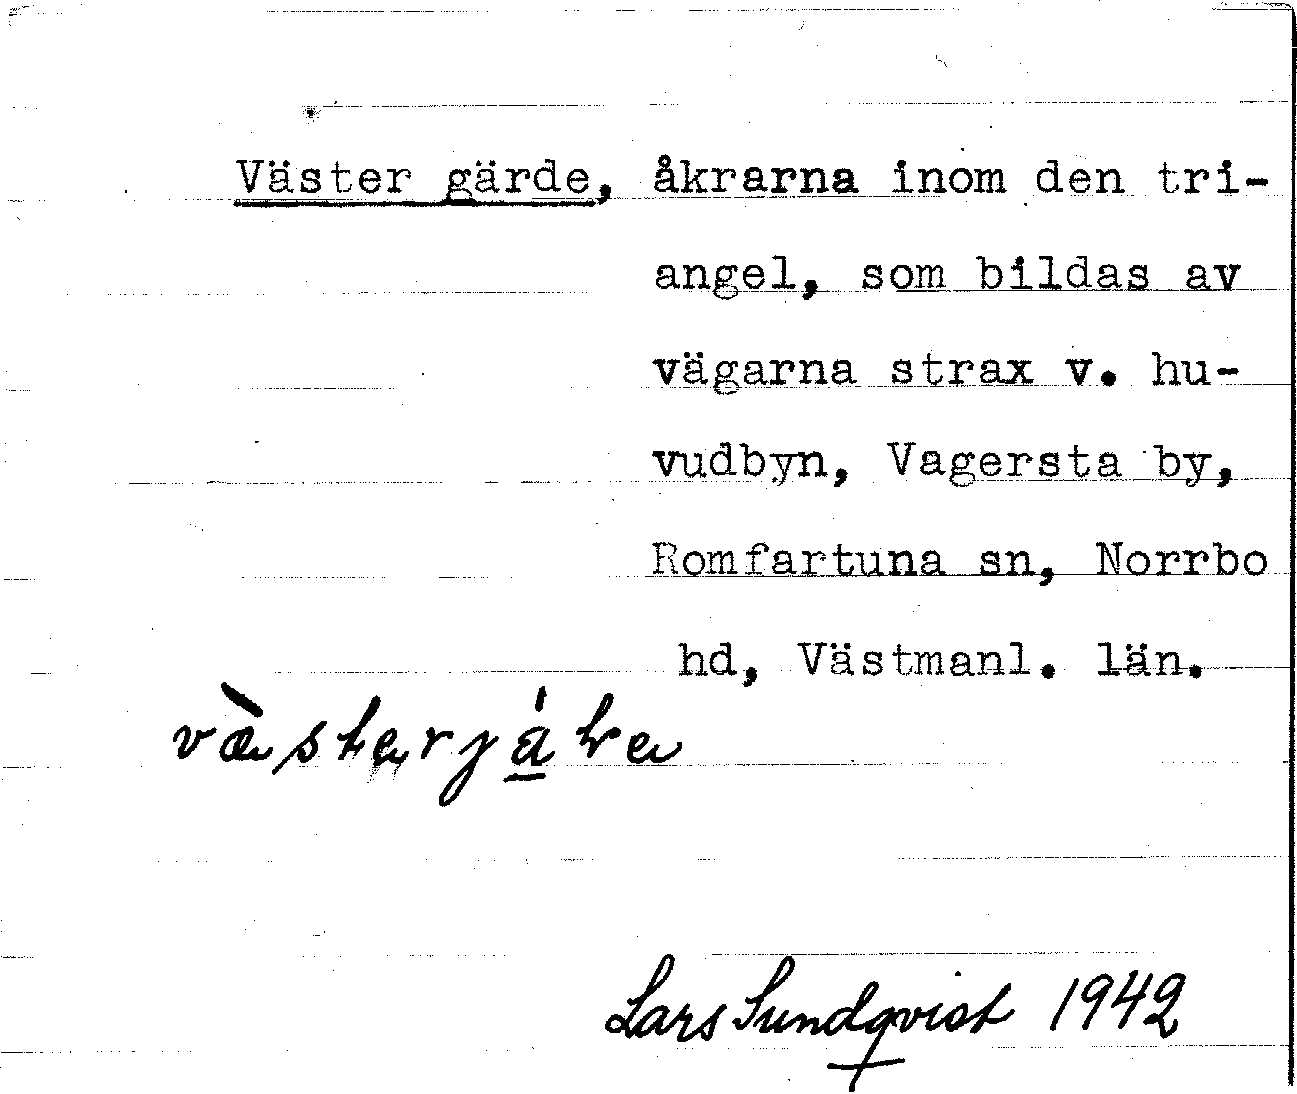 Väster gärde, åkrarna inom den tri-
angel, som bildas av
vägarna strax v. hu-
vudbyn, Vagersta by,
Romfartuna sn, Norrbo
hd, Västmanl. län.
Lars Sundqvist 1942